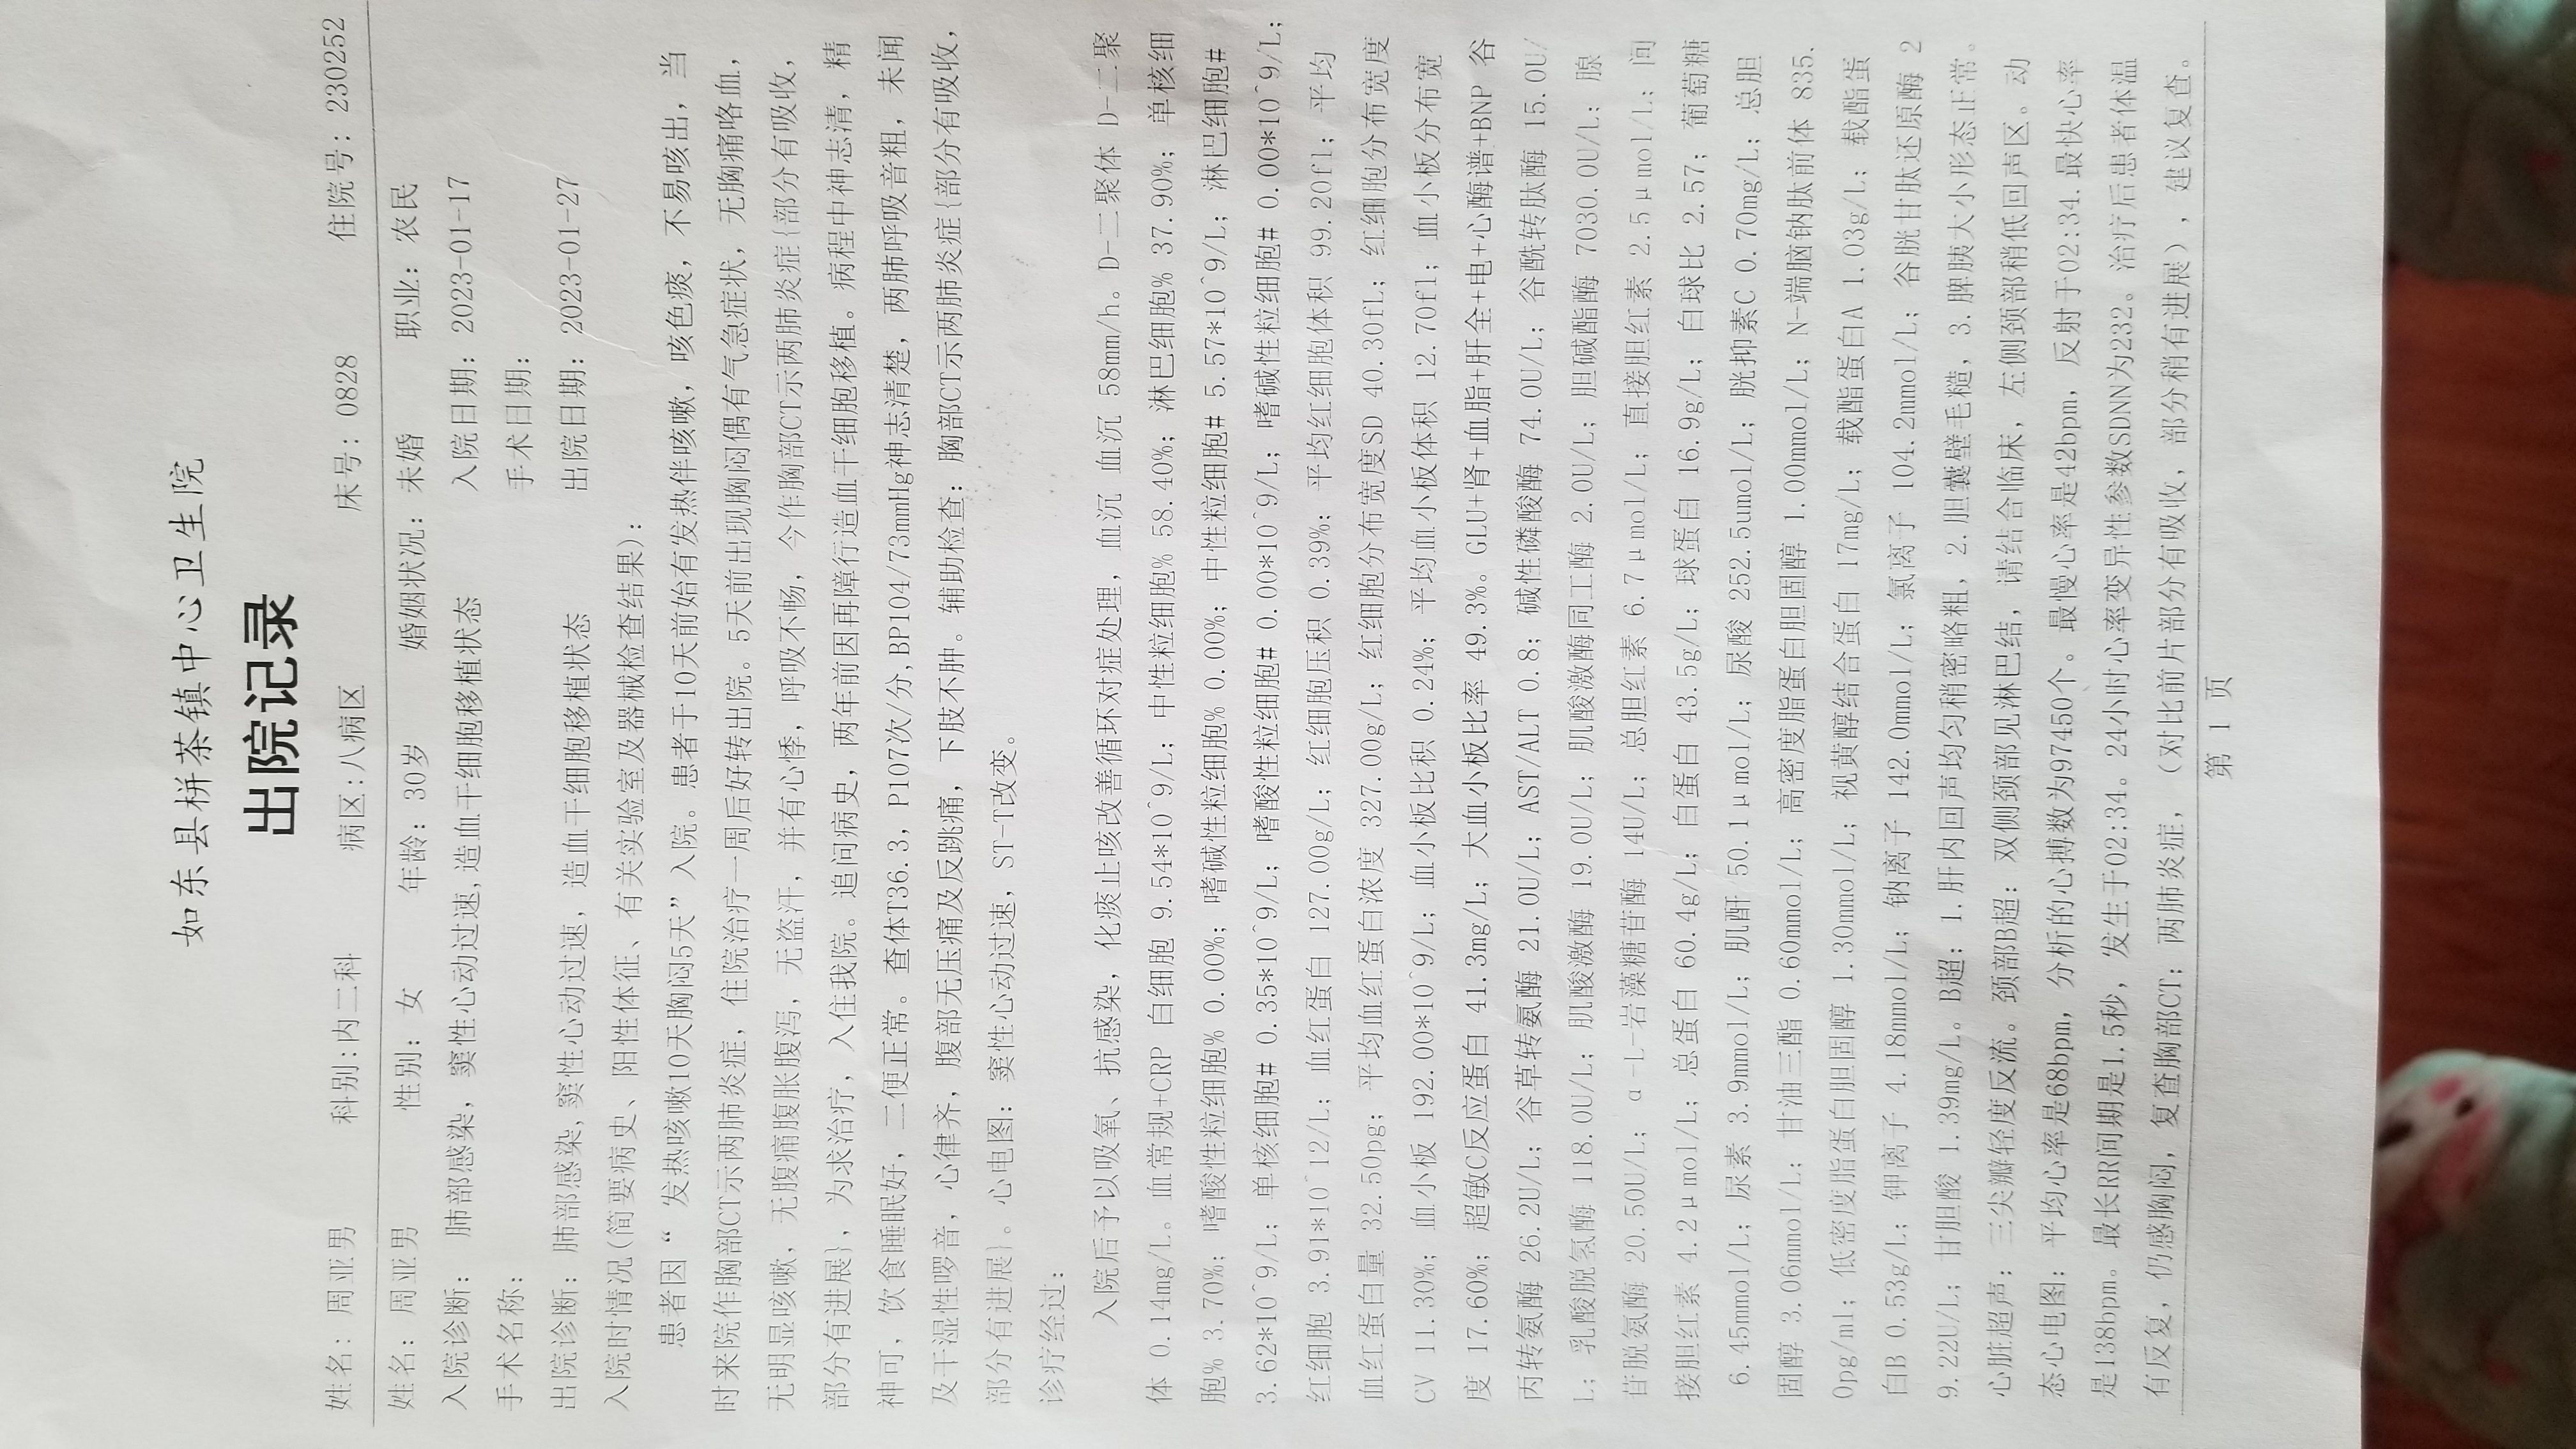 如东县栟茶镇中心卫生院
出院记录
姓名: 周亚男 科别:内二科 病区:八病区 床号: 0828 住院号: 230252
姓名: 周亚男 性别: 女 年龄: 30岁 婚姻状况: 未婚 职业: 农民
入院诊断: 肺部感染, 窦性心动过速,造血干细胞移植状态 入院日期: 2023-01-17
手术名称: 手术日期:
出院诊断: 肺部感染,窦性心动过速, 造血干细胞移植状态 出院日期: 2023-01-27
入院时情况(简要病史、阳性体征、有关实验室及器械检查结果):
患者因“ 发热咳嗽10天胸闷5天”入院。患者于10天前始有发热伴咳嗽, 咳色痰, 不易咳出, 当
时来院作胸部CT示两肺炎症, 住院治疗一周后好转出院。5天前出现胸闷偶有气急症状, 无胸痛咯血,
无明显咳嗽, 无腹痛腹胀腹泻, 无盗汗, 并有心悸, 呼吸不畅, 今作胸部CT示两肺炎症{部分有吸收,
部分有进展}, 为求治疗, 入住我院。追问病史, 两年前因再障行造血干细胞移植。病程中神志清, 精
神可, 饮食睡眠好, 二便正常。查体T36.3, P107次/分,BP104/73mmHg神志清楚, 两肺呼吸音粗, 未闻
及干湿性啰音, 心律齐, 腹部无压痛及反跳痛, 下肢不肿。辅助检查: 胸部CT示两肺炎症{部分有吸收,
部分有进展}。心电图: 窦性心动过速, ST-T改变。
诊疗经过:
入院后予以吸氧、抗感染, 化痰止咳改善循环对症处理, 血沉 血沉 58mm/h。D-二聚体 D-二聚
体 0.14mg/L。血常规+CRP 白细胞 9.54*10^9/L; 中性粒细胞% 58.40%; 淋巴细胞% 37.90%; 单核细
胞% 3.70%; 嗜酸性粒细胞% 0.00%; 嗜碱性粒细胞% 0.00%; 中性粒细胞# 5.57*10^9/L; 淋巴细胞#
3.62*10^9/L; 单核细胞# 0.35*10^9/L; 嗜酸性粒细胞# 0.00*10^9/L; 嗜碱性粒细胞# 0.00*10^9/L;
红细胞 3.91*10^12/L; 血红蛋白 127.00g/L; 红细胞压积 0.39%; 平均红细胞体积 99.20fl; 平均
血红蛋白量 32.50pg; 平均血红蛋白浓度 327.00g/L; 红细胞分布宽度SD 40.30fL; 红细胞分布宽度
CV 11.30%; 血小板 192.00*10^9/L; 血小板比积 0.24%; 平均血小板体积 12.70fl; 血小板分布宽
度 17.60%; 超敏C反应蛋白 41.3mg/L; 大血小板比率 49.3%。GLU+肾+血脂+肝全+电+心酶谱+BNP 谷
丙转氨酶 26.2U/L; 谷草转氨酶 21.0U/L; AST/ALT 0.8; 碱性磷酸酶 74.0U/L; 谷酰转肽酶 15.0U/
L; 乳酸脱氢酶 118.0U/L; 肌酸激酶 19.0U/L; 肌酸激酶同工酶 2.0U/L; 胆碱酯酶 7030.0U/L; 腺
苷脱氨酶 20.50U/L; α-L-岩藻糖苷酶 14U/L; 总胆红素 6.7μmol/L; 直接胆红素 2.5μmol/L; 间
接胆红素 4.2μmol/L; 总蛋白 60.4g/L; 白蛋白 43.5g/L; 球蛋白 16.9g/L; 白球比 2.57; 葡萄糖
6.45mmol/L; 尿素 3.9mmol/L; 肌酐 50.1μmol/L; 尿酸 252.5umol/L; 胱抑素C 0.70mg/L; 总胆
固醇 3.06mmol/L; 甘油三酯 0.60mmol/L; 高密度脂蛋白胆固醇 1.00mmol/L; N-端脑钠肽前体 835.
0pg/ml; 低密度脂蛋白胆固醇 1.30mmol/L; 视黄醇结合蛋白 17mg/L; 载酯蛋白A 1.03g/L; 载酯蛋
白B 0.53g/L; 钾离子 4.18mmol/L; 钠离子 142.0mmol/L; 氯离子 104.2mmol/L; 谷胱甘肽还原酶 2
9.22U/L; 甘胆酸 1.39mg/L。B超: 1.肝内回声均匀稍密略粗, 2.胆囊壁毛糙, 3.脾胰大小形态正常。
心脏超声: 三尖瓣轻度反流。颈部B超: 双侧颈部见淋巴结, 请结合临床, 左侧颈部稍低回声区。动
态心电图: 平均心率是68bpm, 分析的心搏数为97450个。最慢心率是42bpm, 反射于02:34.最快心率
是138bpm。最长RR间期是1.5秒, 发生于02:34。24小时心率变异性参数SDNN为232。治疗后患者体温
有反复, 仍感胸闷, 复查胸部CT: 两肺炎症, (对比前片部分有吸收, 部分稍有进展), 建议复查。
第 1 页